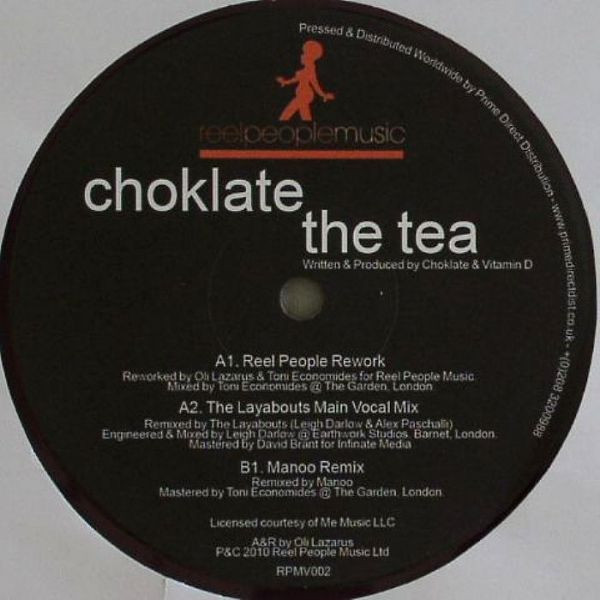 Pressed & Distributed Worldwide by Prime Direct Distribution - www.primedirectdist.co.uk - +(0)208 3200988
reelpeoplemusic
choklate
the tea
Written & Produced by Choklate & Vitamin D
A1. Reel People Rework
Reworked by Oli Lazarus & Toni Economides for Reel People Music.
Mixed by Toni Economides @ The Garden, London
A2. The Layabouts Main Vocal Mix
Remixed by The Layabouts (Leigh Darlow & Alex Paschalli)
Engineered & Mixed by Leigh Darlow @ Earthwork Studios, Barnet, London.
Mastered by David Brant for Infinate Media
B1. Manoo Remix
Remixed by Manoo
Mastered by Toni Economides @ The Garden, London.
Licensed courtesy of Me Music LLC
A&R by Oli Lazarus
P&C 2010 Reel People Music Ltd
RPMV002